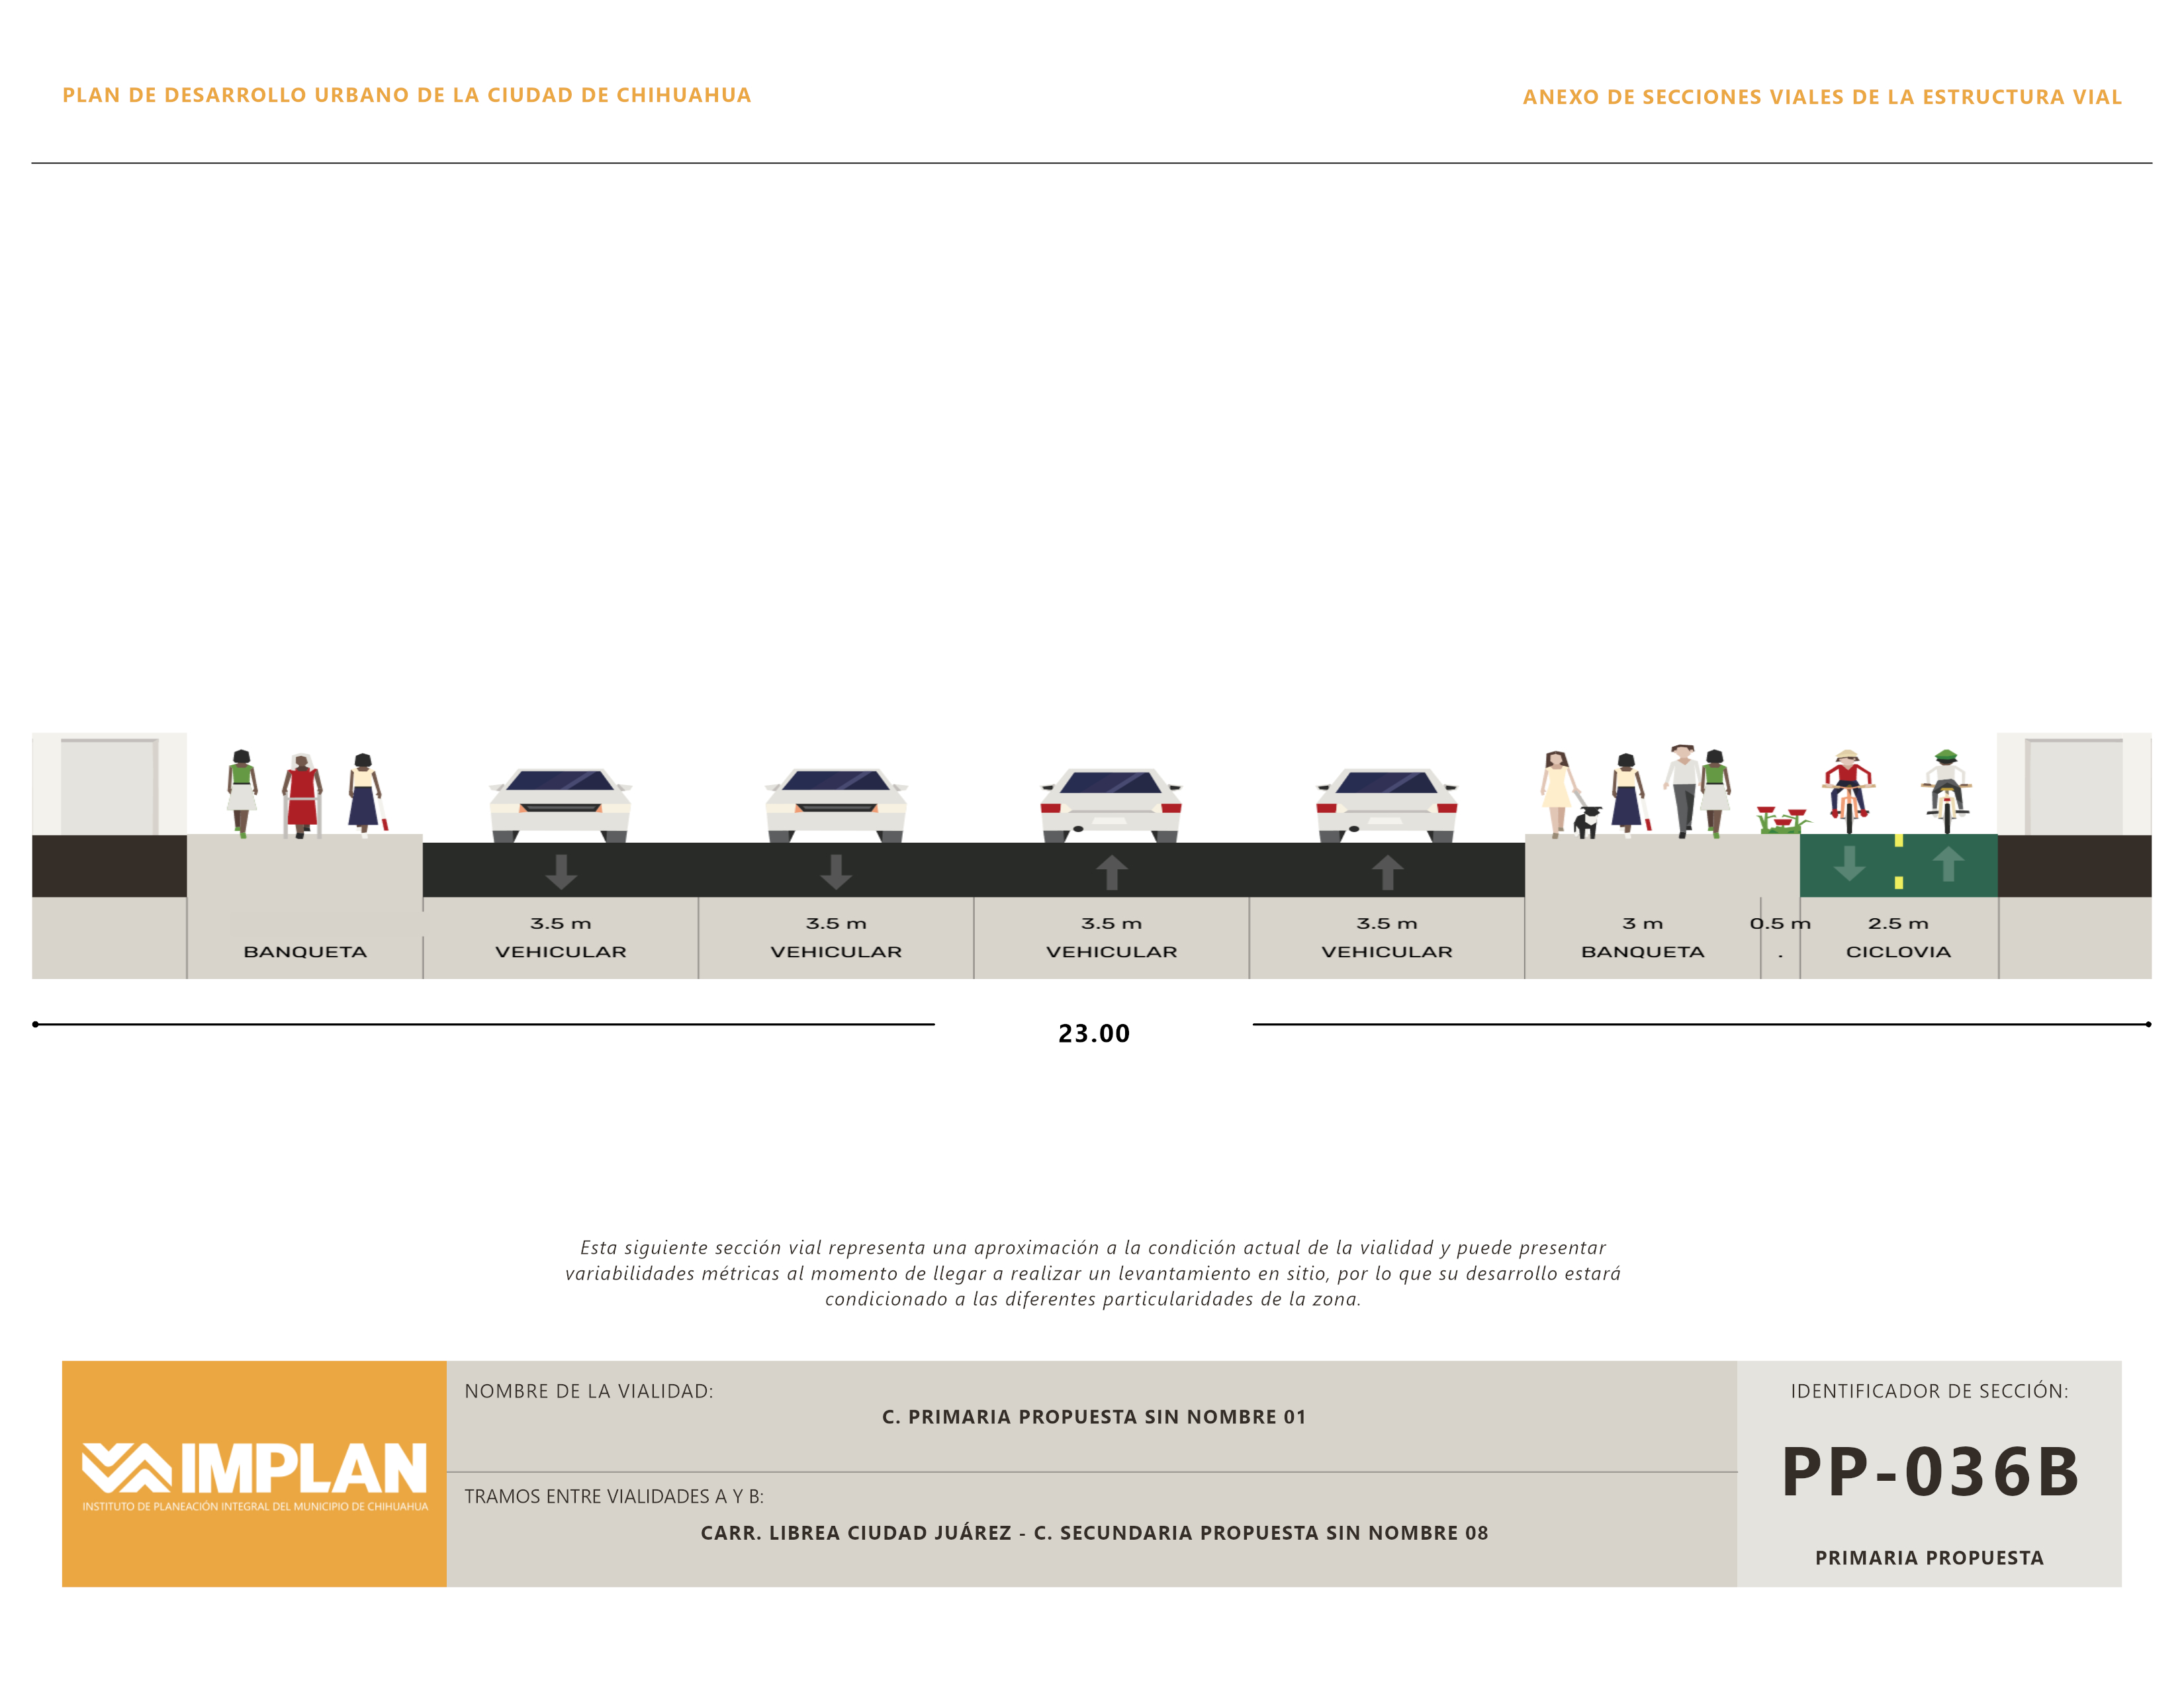 PLAN DE DESARROLLO URBANO DE LA CIUDAD DE CHIHUAHUA
ANEXO DE SECCIONES VIALES DE LA ESTRUCTURA VIAL
BANQUETA
3.5 m
VEHICULAR
3.5 m
VEHICULAR
3.5 m
VEHICULAR
3.5 m
VEHICULAR
3 m
BANQUETA
0.5 m
.
2.5 m
CICLOVIA
23.00
Esta siguiente sección vial representa una aproximación a la condición actual de la vialidad y puede presentar
variabilidades métricas al momento de llegar a realizar un levantamiento en sitio, por lo que su desarrollo estará
condicionado a las diferentes particularidades de la zona.
IMPLAN
INSTITUTO DE PLANEACIÓN INTEGRAL DEL MUNICIPIO DE CHIHUAHUA
NOMBRE DE LA VIALIDAD:
C. PRIMARIA PROPUESTA SIN NOMBRE 01
TRAMOS ENTRE VIALIDADES A Y B:
CARR. LIBREA CIUDAD JUÁREZ - C. SECUNDARIA PROPUESTA SIN NOMBRE 08
IDENTIFICADOR DE SECCIÓN:
PP-036B
PRIMARIA PROPUESTA